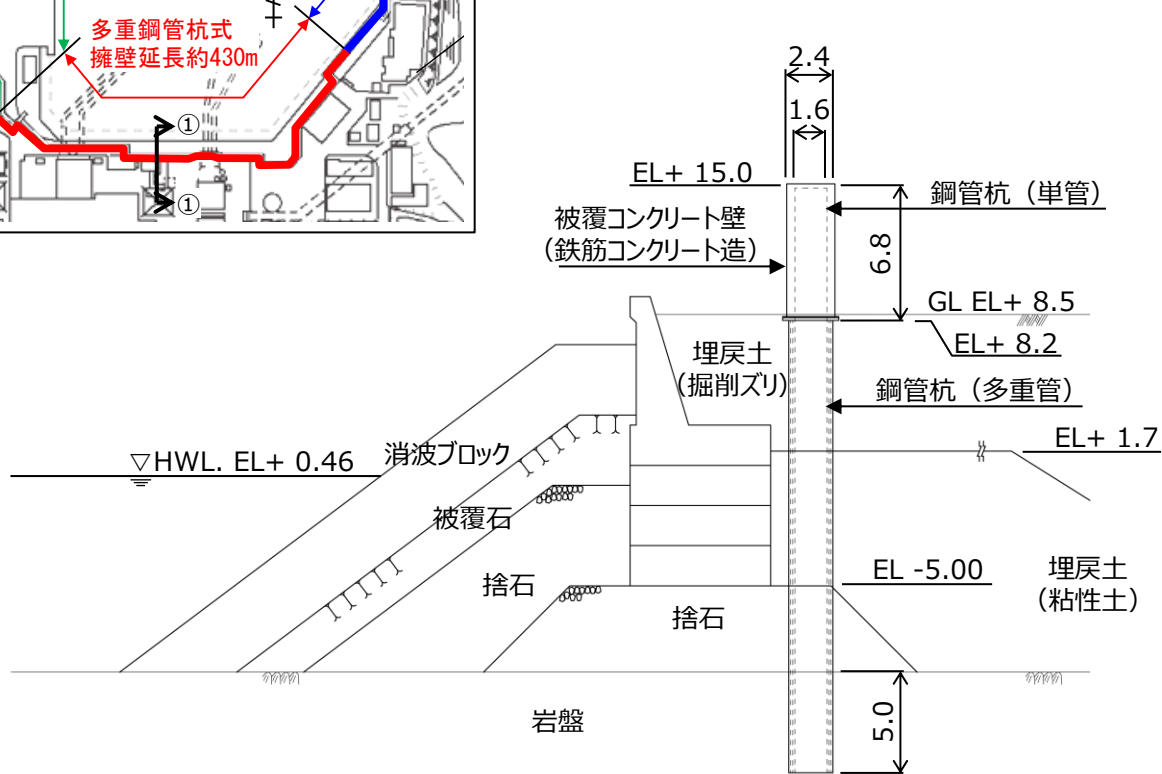 多重鋼管杭式
擁壁延長約430m
①
①
2.4
1.6
EL+ 15.0
鋼管杭（単管）
被覆コンクリート壁
（鉄筋コンクリート造）
6.8
GL EL+ 8.5
EL+ 8.2
埋戻土
（掘削ズリ）
鋼管杭（多重管）
EL+ 1.7
▽HWL. EL+ 0.46
消波ブロック
被覆石
捨石
EL -5.00
埋戻土
（粘性土）
捨石
岩盤
5.0